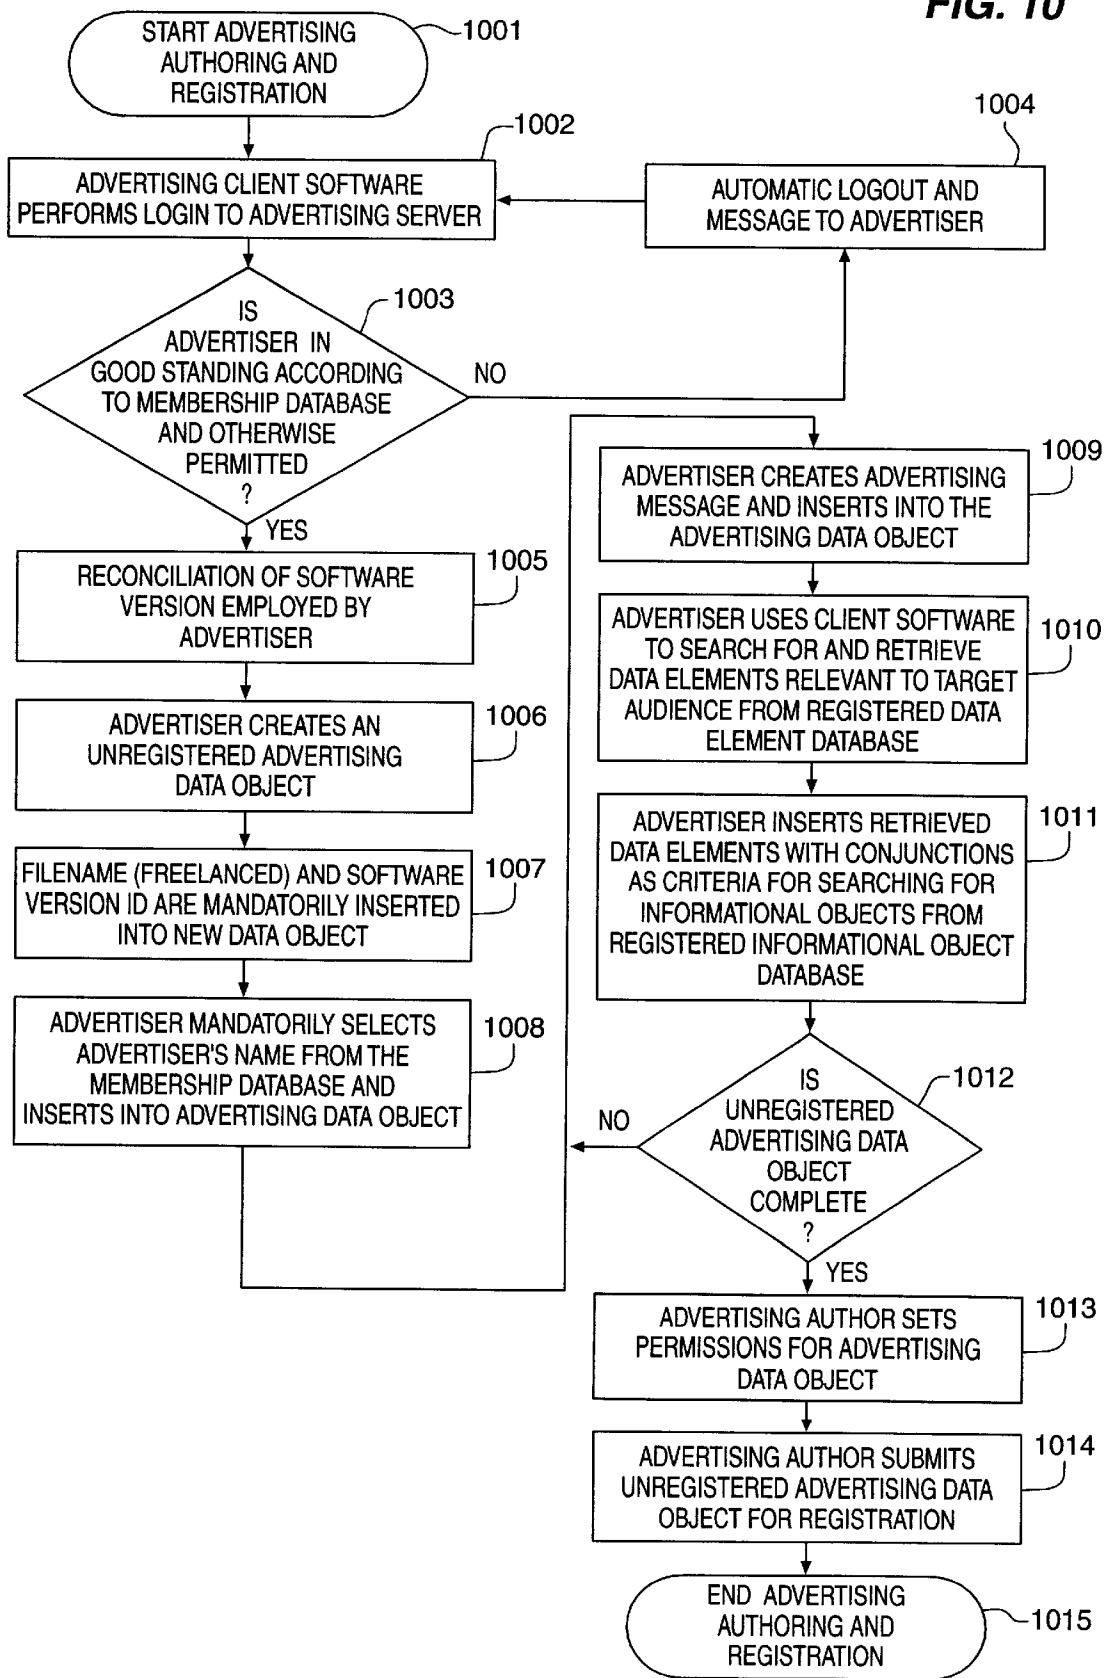 FIG. 10
START ADVERTISING
AUTHORING AND
REGISTRATION
1001
1002
ADVERTISING CLIENT SOFTWARE
PERFORMS LOGIN TO ADVERTISING SERVER
1004
AUTOMATIC LOGOUT AND
MESSAGE TO ADVERTISER
1003
IS
ADVERTISER IN
GOOD STANDING ACCORDING
TO MEMBERSHIP DATABASE
AND OTHERWISE
PERMITTED
?
NO
YES
1005
RECONCILIATION OF SOFTWARE
VERSION EMPLOYED BY
ADVERTISER
1006
ADVERTISER CREATES AN
UNREGISTERED ADVERTISING
DATA OBJECT
1007
FILENAME (FREELANCED) AND SOFTWARE
VERSION ID ARE MANDATORILY INSERTED
INTO NEW DATA OBJECT
1008
ADVERTISER MANDATORILY SELECTS
ADVERTISER'S NAME FROM THE
MEMBERSHIP DATABASE AND
INSERTS INTO ADVERTISING DATA OBJECT
1009
ADVERTISER CREATES ADVERTISING
MESSAGE AND INSERTS INTO THE
ADVERTISING DATA OBJECT
1010
ADVERTISER USES CLIENT SOFTWARE
TO SEARCH FOR AND RETRIEVE
DATA ELEMENTS RELEVANT TO TARGET
AUDIENCE FROM REGISTERED DATA
ELEMENT DATABASE
1011
ADVERTISER INSERTS RETRIEVED
DATA ELEMENTS WITH CONJUNCTIONS
AS CRITERIA FOR SEARCHING FOR
INFORMATIONAL OBJECTS FROM
REGISTERED INFORMATIONAL OBJECT
DATABASE
1012
IS
UNREGISTERED
ADVERTISING DATA
OBJECT
COMPLETE
?
NO
YES
1013
ADVERTISING AUTHOR SETS
PERMISSIONS FOR ADVERTISING
DATA OBJECT
1014
ADVERTISING AUTHOR SUBMITS
UNREGISTERED ADVERTISING DATA
OBJECT FOR REGISTRATION
END ADVERTISING
AUTHORING AND
REGISTRATION
1015